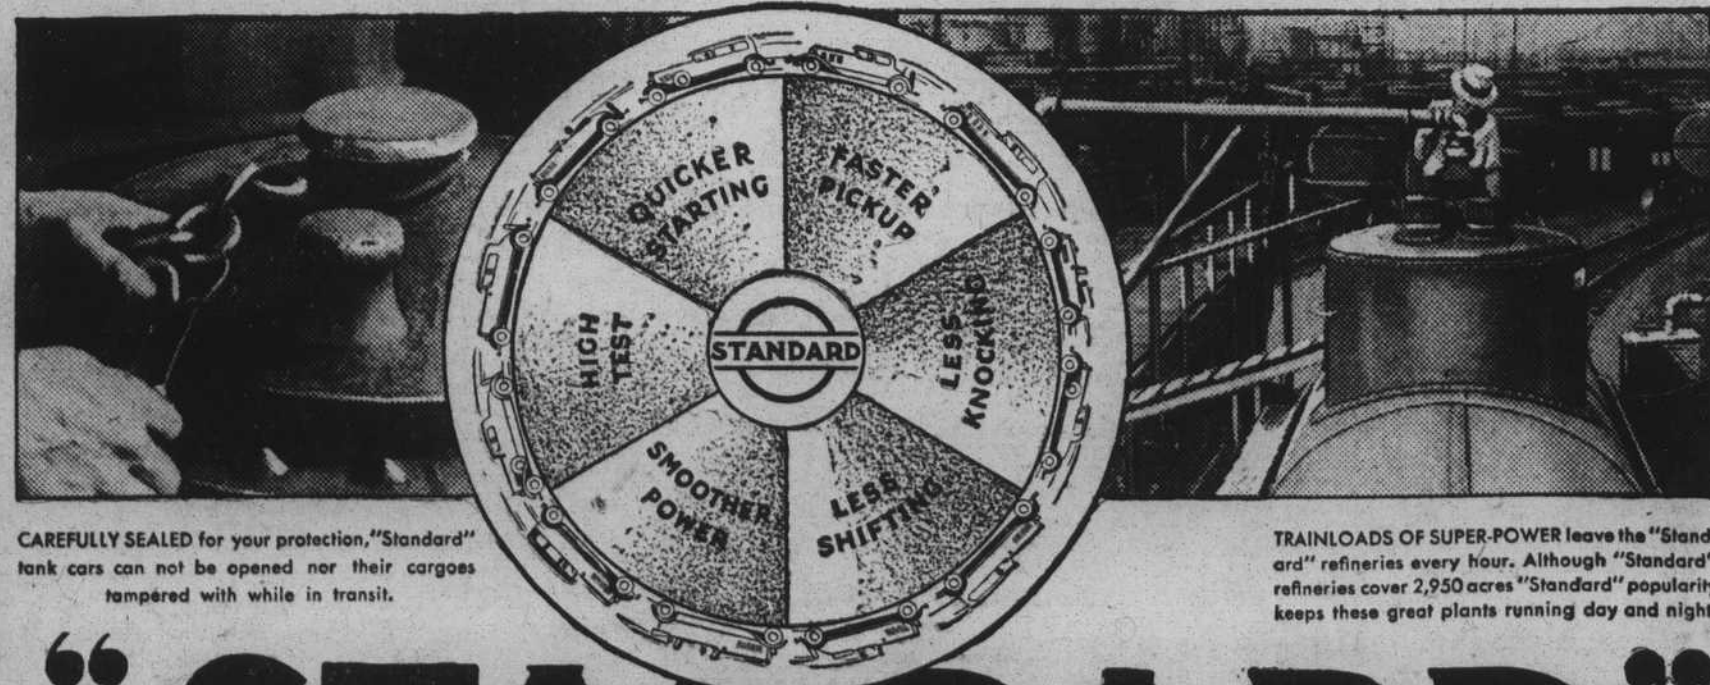 QUICKER
STARTING
FASTER
PICKUP
HIGH
TEST
STANDARD
LESS
KNOCKING
SMOOTHER
POWER
LESS
SHIFTING
CAREFULLY SEALED for your protection, "Standard"
tank cars can not be opened nor their cargoes
tampered with while in transit.
TRAINLOADS OF SUPER-POWER leave the "Stand
ard" refineries every hour. Although "Standard"
refineries cover 2,950 acres "Standard" popularity
keeps these great plants running day and night